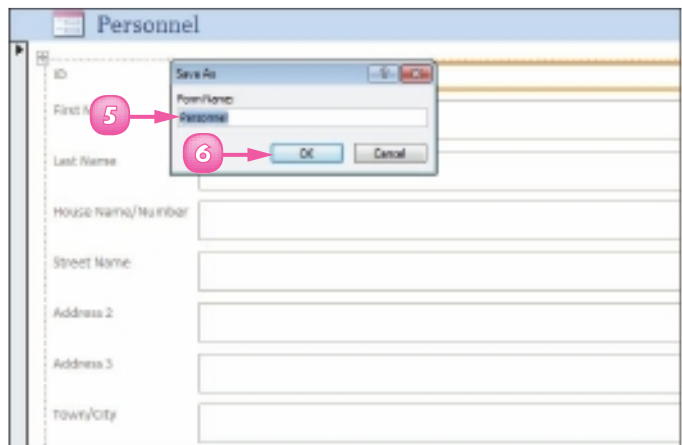 Personnel
ID
Save As
Form Name:
First N
5
Personnel
6
OK
Cancel
Last Name
House Name/Number
Street Name
Address 2
Address 3
Town/City